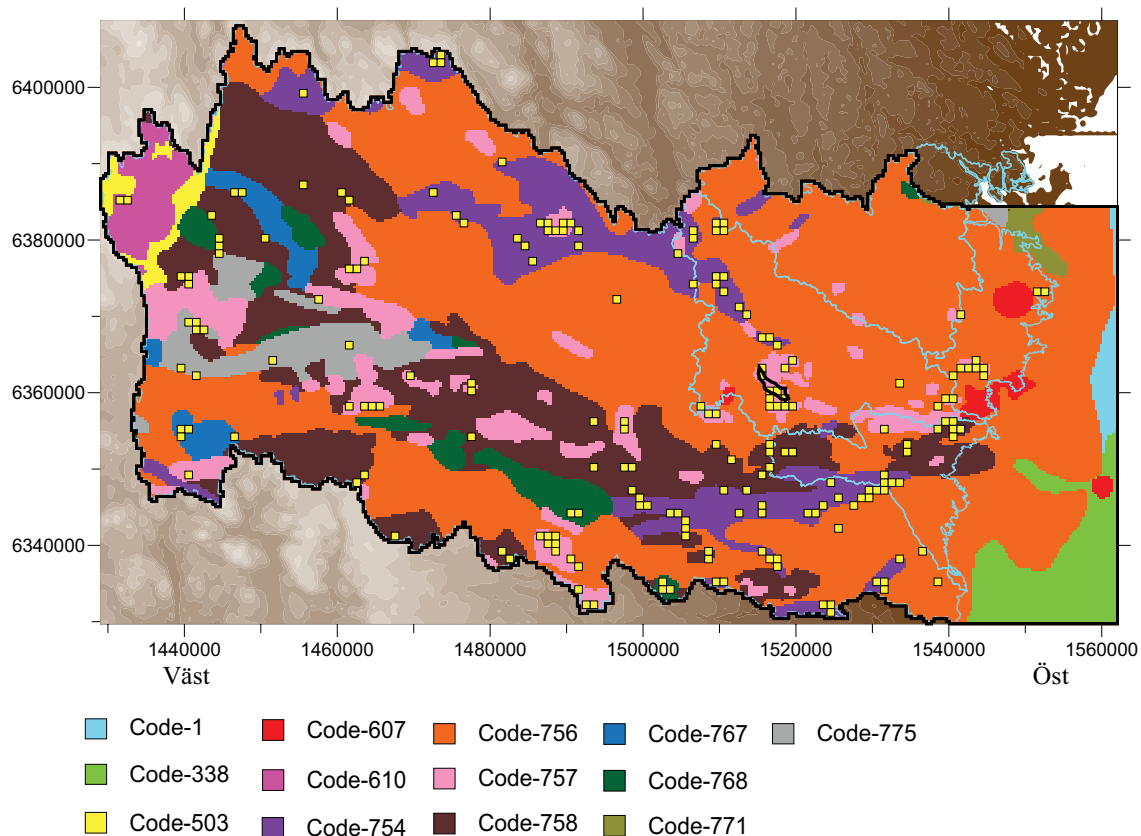 6400000
6380000
6360000
6340000
1440000 1460000 1480000 1500000 1520000 1540000 1560000
Väst Öst
Code-1 Code-607 Code-756 Code-767 Code-775
Code-338 Code-610 Code-757 Code-768
Code-503 Code-754 Code-758 Code-771